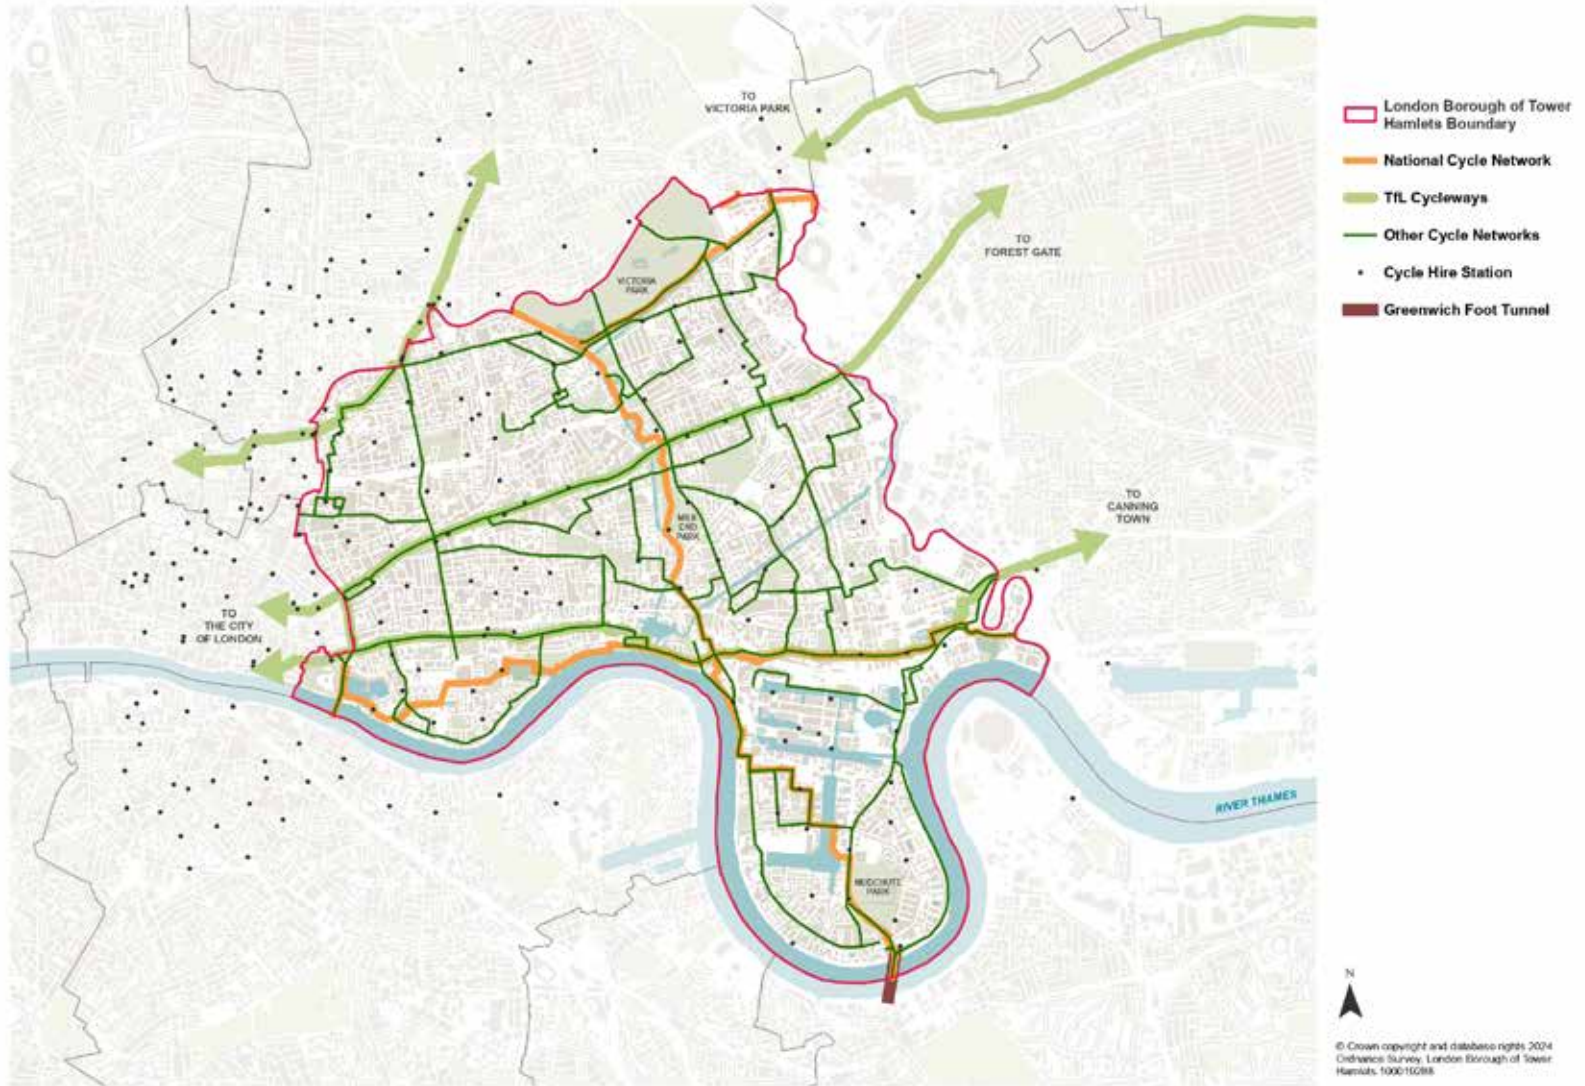 TO
VICTORIA PARK
TO
FOREST GATE
VICTORIA
PARK
TO
CANNING
TOWN
MILE
END
PARK
TO
THE CITY
OF LONDON
RIVER THAMES
MUDCHUTE
PARK
London Borough of Tower
Hamlets Boundary
National Cycle Network
TfL Cycleways
Other Cycle Networks
Cycle Hire Station
Greenwich Foot Tunnel
N
© Crown copyright and database rights 2024
Ordnance Survey, London Borough of Tower
Hamlets. 100019288